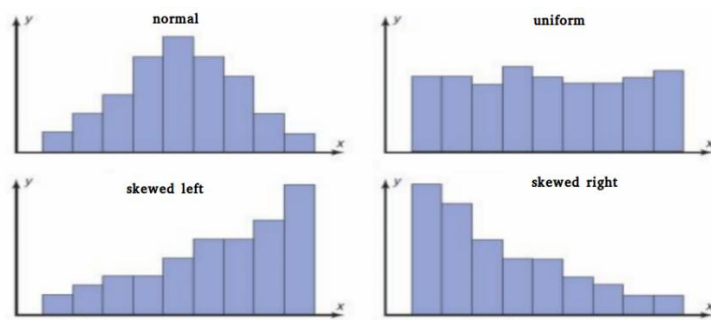 y
normal
x
y
uniform
x
y
skewed left
x
y
skewed right
x